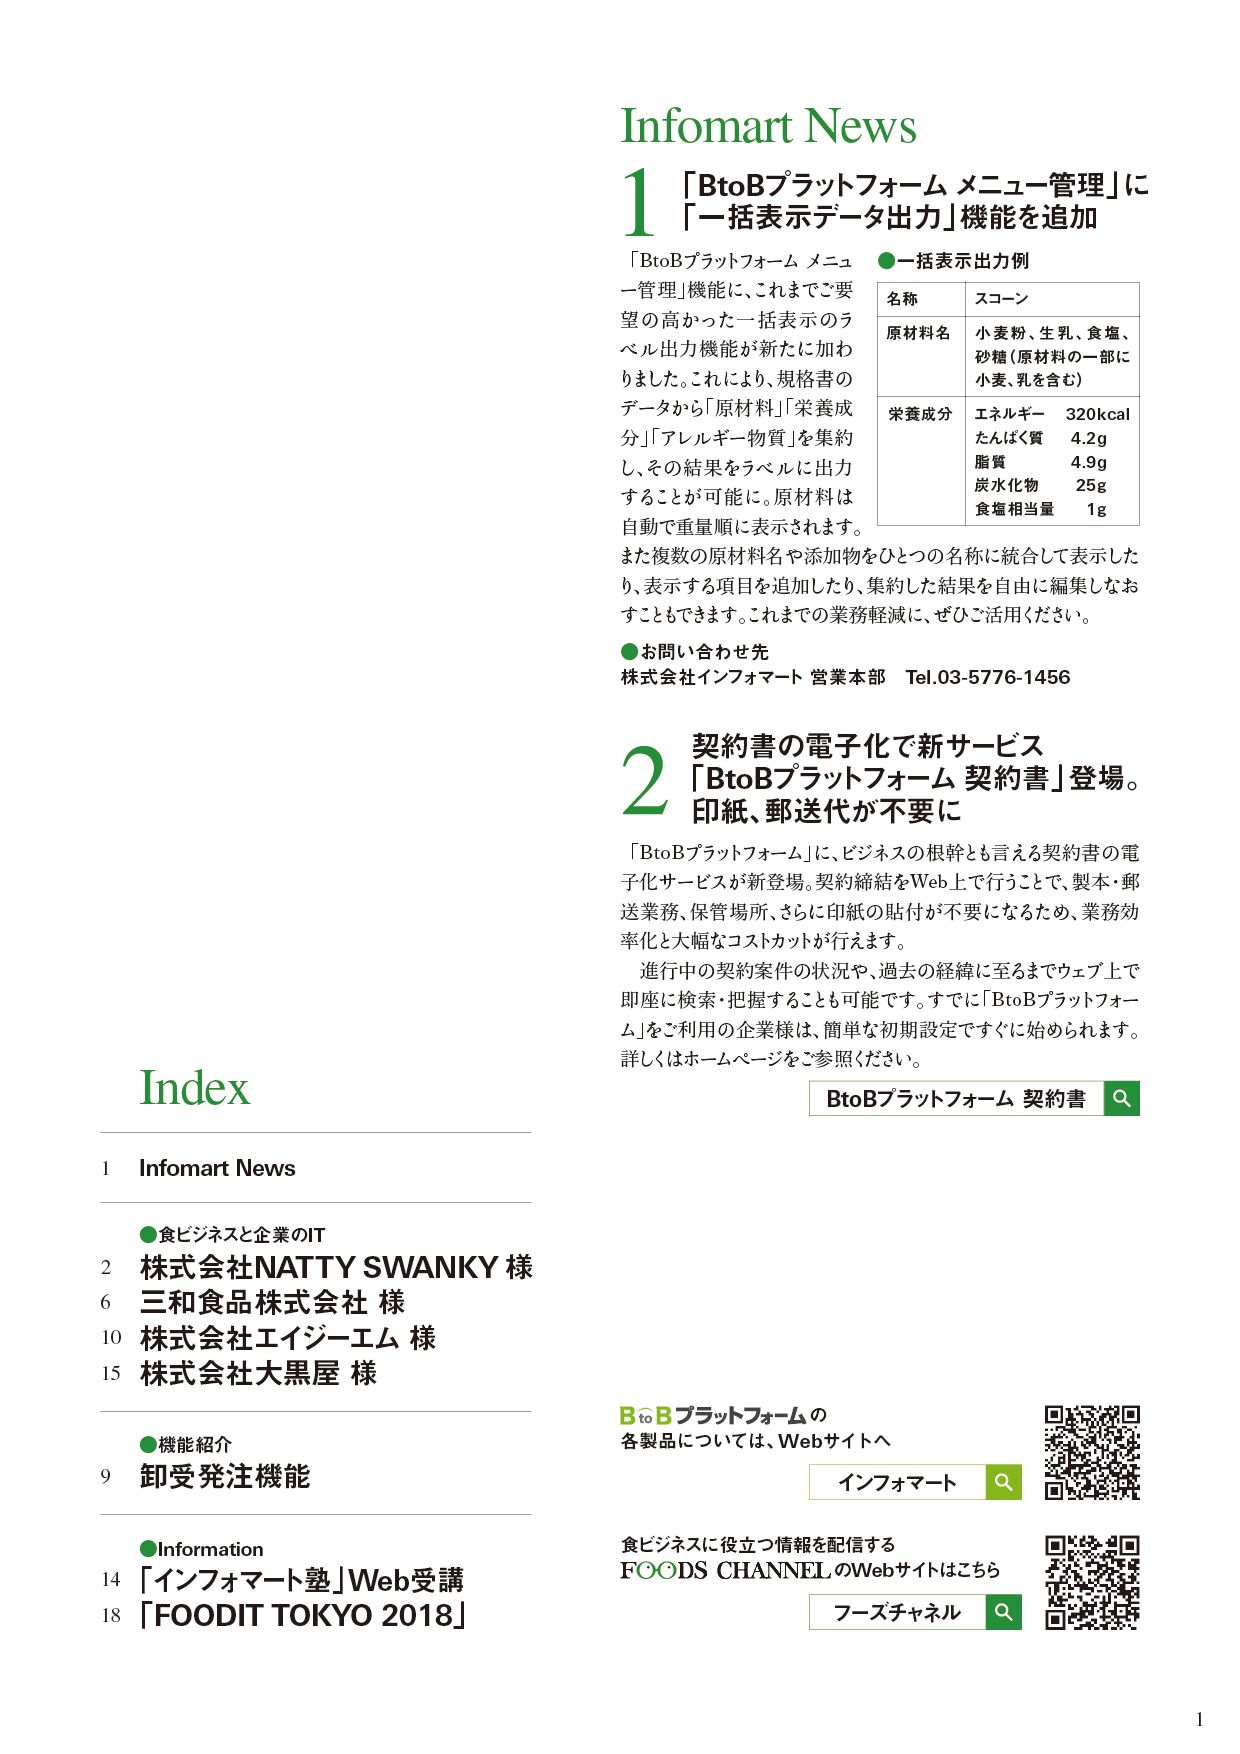 Infomart News
1
「BtoBプラットフォーム メニュー管理」に
「一括表示データ出力」機能を追加
「BtoBプラットフォーム メニュ
ー管理」機能に、これまでご要
望の高かった一括表示のラ
ベル出力機能が新たに加わ
りました。これにより、規格書の
データから「原材料」「栄養成
分」「アレルギー物質」を集約
し、その結果をラベルに出力
することが可能に。原材料は
自動で重量順に表示されます。
また複数の原材料名や添加物をひとつの名称に統合して表示した
り、表示する項目を追加したり、集約した結果を自由に編集しなお
すこともできます。これまでの業務軽減に、ぜひご活用ください。
●一括表示出力例
名称 スコーン
原材料名 小麦粉、生乳、食塩、
砂糖（原材料の一部に
小麦、乳を含む）
栄養成分 エネルギー 320kcal
たんぱく質 4.2g
脂質 4.9g
炭水化物 25g
食塩相当量 1g
●お問い合わせ先
株式会社インフォマート 営業本部 Tel.03-5776-1456
2
契約書の電子化で新サービス
「BtoBプラットフォーム 契約書」登場。
印紙、郵送代が不要に
「BtoBプラットフォーム」に、ビジネスの根幹とも言える契約書の電
子化サービスが新登場。契約締結をWeb上で行うことで、製本・郵
送業務、保管場所、さらに印紙の貼付が不要になるため、業務効
率化と大幅なコストカットが行えます。
進行中の契約案件の状況や、過去の経緯に至るまでウェブ上で
即座に検索・把握することも可能です。すでに「BtoBプラットフォー
ム」をご利用の企業様は、簡単な初期設定ですぐに始められます。
詳しくはホームページをご参照ください。
BtoBプラットフォーム 契約書
Index
1 Infomart News
●食ビジネスと企業のIT
2 株式会社NATTY SWANKY 様
6 三和食品株式会社 様
10 株式会社エイジーエム 様
15 株式会社大黒屋 様
●機能紹介
9 卸受発注機能
●Information
14 「インフォマート塾」Web受講
18 「FOODIT TOKYO 2018」
BtoBプラットフォームの
各製品については、Webサイトへ
インフォマート
食ビジネスに役立つ情報を配信する
FOODS CHANNELのWebサイトはこちら
フーズチャネル
1